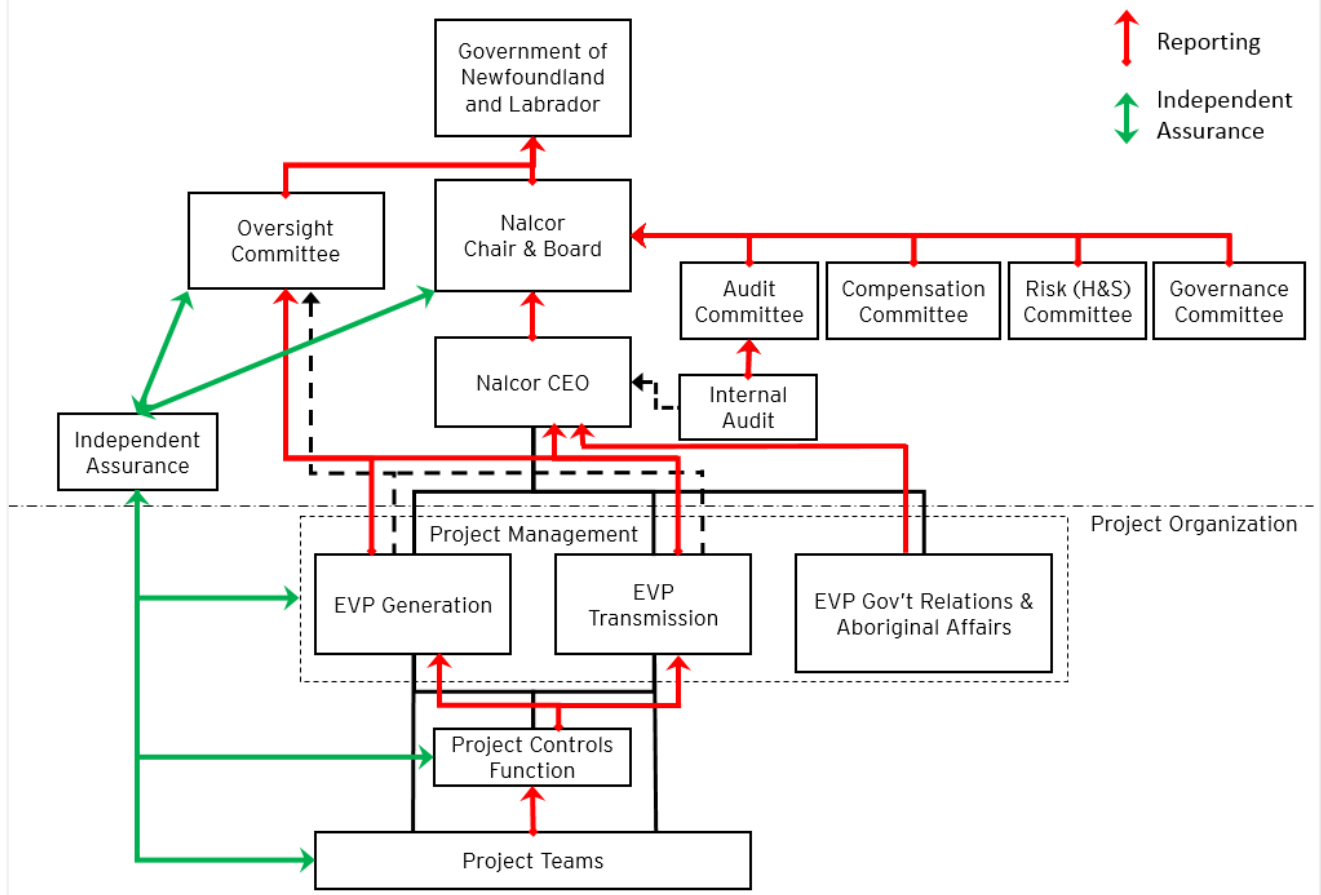 Government of
Newfoundland
and Labrador
Reporting
Independent
Assurance
Oversight
Committee
Nalcor
Chair & Board
Audit
Committee
Compensation
Committee
Risk (H&S)
Committee
Governance
Committee
Nalcor CEO
Internal
Audit
Independent
Assurance
Project Organization
Project Management
EVP Generation
EVP
Transmission
EVP Gov't Relations &
Aboriginal Affairs
Project Controls
Function
Project Teams